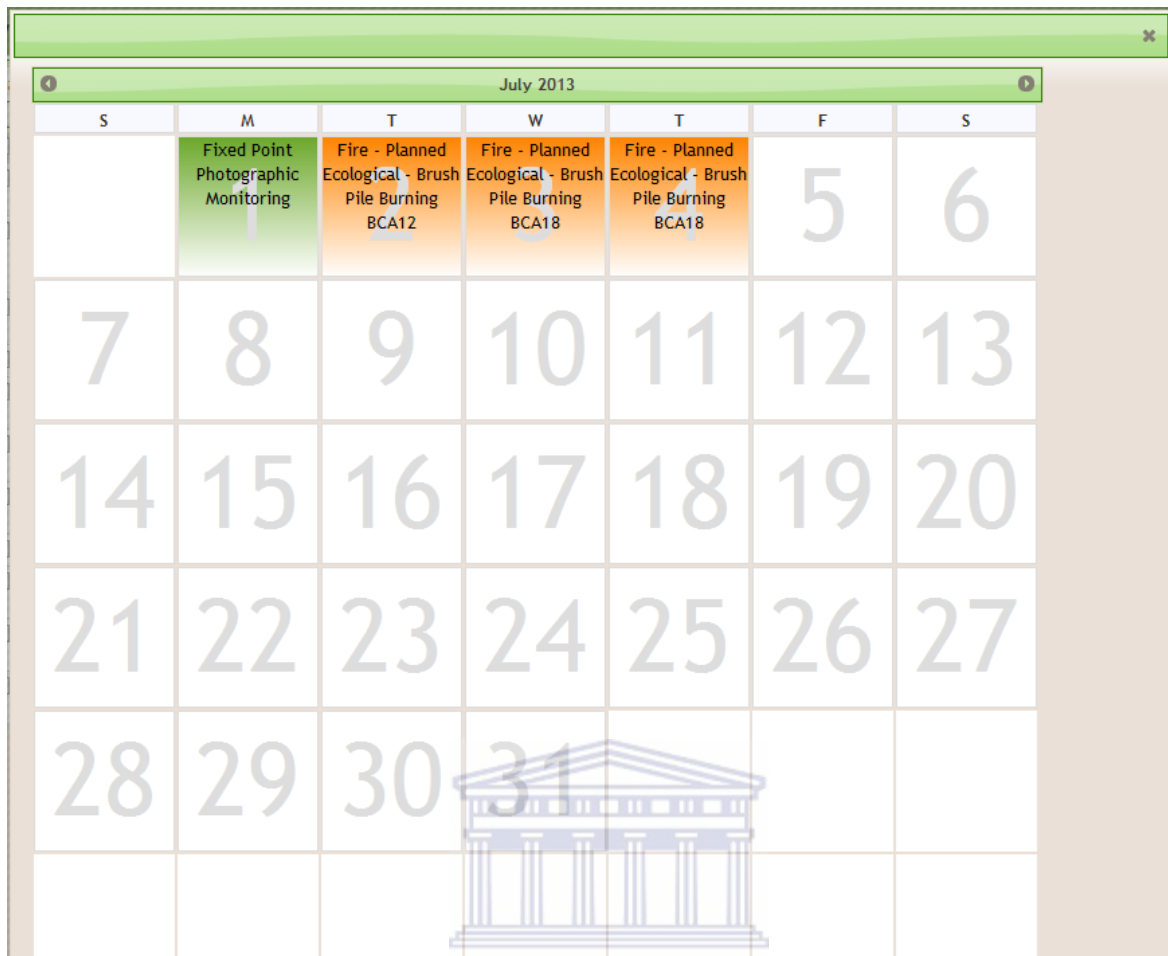 July 2013
S M T W T F S
Fixed Point Photographic Monitoring
1
Fire - Planned Ecological - Brush Pile Burning BCA12
2
Fire - Planned Ecological - Brush Pile Burning BCA18
3
Fire - Planned Ecological - Brush Pile Burning BCA18
4
5 6
7 8 9 10 11 12 13
14 15 16 17 18 19 20
21 22 23 24 25 26 27
28 29 30 31